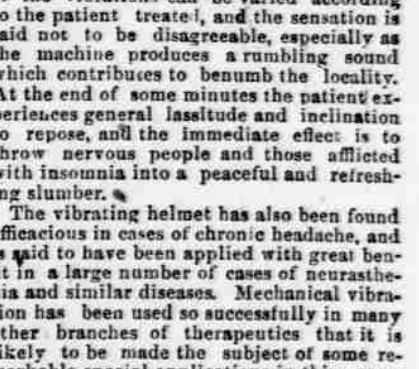 to the patient treated, and the sensation is
aid not to be disagreeable, especially as
he machine produces a rumbling sound
which contributes to benumb the locality.
At the end of some minutes the patient ex-
periences general lassitude and inclination
o repose, and the immediate effect is to
hrow nervous people and those afflicted
with insomnia into a peaceful and refresh-
ng slumber.
The vibrating helmet has also been found
fficacious in cases of chronic headache, and
s said to have been applied with great ben-
it in a large number of cases of neurasthe-
ia and similar diseases. Mechanical vibra-
ion has been used so successfully in many
ther branches of therapeutics that it is
ikely to be made the subject of some re-